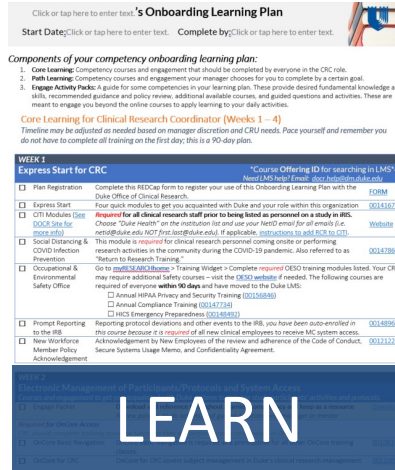 Click or tap here to enter text.'s Onboarding Learning Plan
Start Date: Click or tap here to enter text. Complete by: Click or tap here to enter text.
Components of your competency onboarding learning plan:
1. Core Learning: Competency courses and engagement that should be completed by everyone in the CRC role.
2. Path Learning: Competency courses and engagement your manager chooses for you to complete by a certain goal.
3. Engage Activity Packs: A guide for some competencies in your learning plan. These provide desired fundamental knowledge a
skills, recommended guidance and policy review, additional available courses, and guided questions and activities. These are
meant to engage you beyond the online courses to apply learning to your daily activities.
Core Learning for Clinical Research Coordinator (Weeks 1 – 4)
Timeline may be adjusted as needed based on manager discretion and CRU needs. Pace yourself and remember you
do not have to complete all training on the first day; this is a 90-day plan.
WEEK 1
Express Start for CRC *Course Offering ID for searching in LMS*
Need LMS help? Email: docr.help@dm.duke.edu
Plan Registration Complete this REDCap form to register your use of this Onboarding Learning Plan with the FORM
Duke Office of Clinical Research.
Express Start Four quick modules to get you acquainted with Duke and your role within this organization 0014167
CITI Modules (See Required for all clinical research staff prior to being listed as personnel on a study in iRIS.
DOCR Site for Choose "Duke Health" on the institution list and use your NetID email for all emails (i.e. Website
more info) netid@duke.edu NOT first.last@duke.edu). If applicable, instructions to add RCR to CITI.
Social Distancing & This module is required for clinical research personnel coming onsite or performing
COVID Infection research activities in the community during the COVID-19 pandemic. Also referred to as 0014786
Prevention "Return to Research Training."
Occupational & Go to myRESEARCHhome > Training Widget > Complete required OESO training modules listed. Your CR
Environmental may require additional Safety courses – visit the OESO website if needed. The following courses are
Safety Office required of everyone within 90 days and have moved to the Duke LMS:
Annual HIPAA Privacy and Security Training (00156846)
Annual Compliance Training (00147734)
HICS Emergency Preparedness (00148492)
Prompt Reporting Reporting protocol deviations and other events to the IRB, you have been auto-enrolled in 0014896
to the IRB this course because it is required of all new clinical employees to receive MC system access.
New Workforce Acknowledgement by New Employees of the review and adherence of the Code of Conduct, 0012122
Member Policy Secure Systems Usage Memo, and Confidentiality Agreement.
Acknowledgement
WEEK 2
Electronic Management of Participants/Protocols and System Access
LEARN